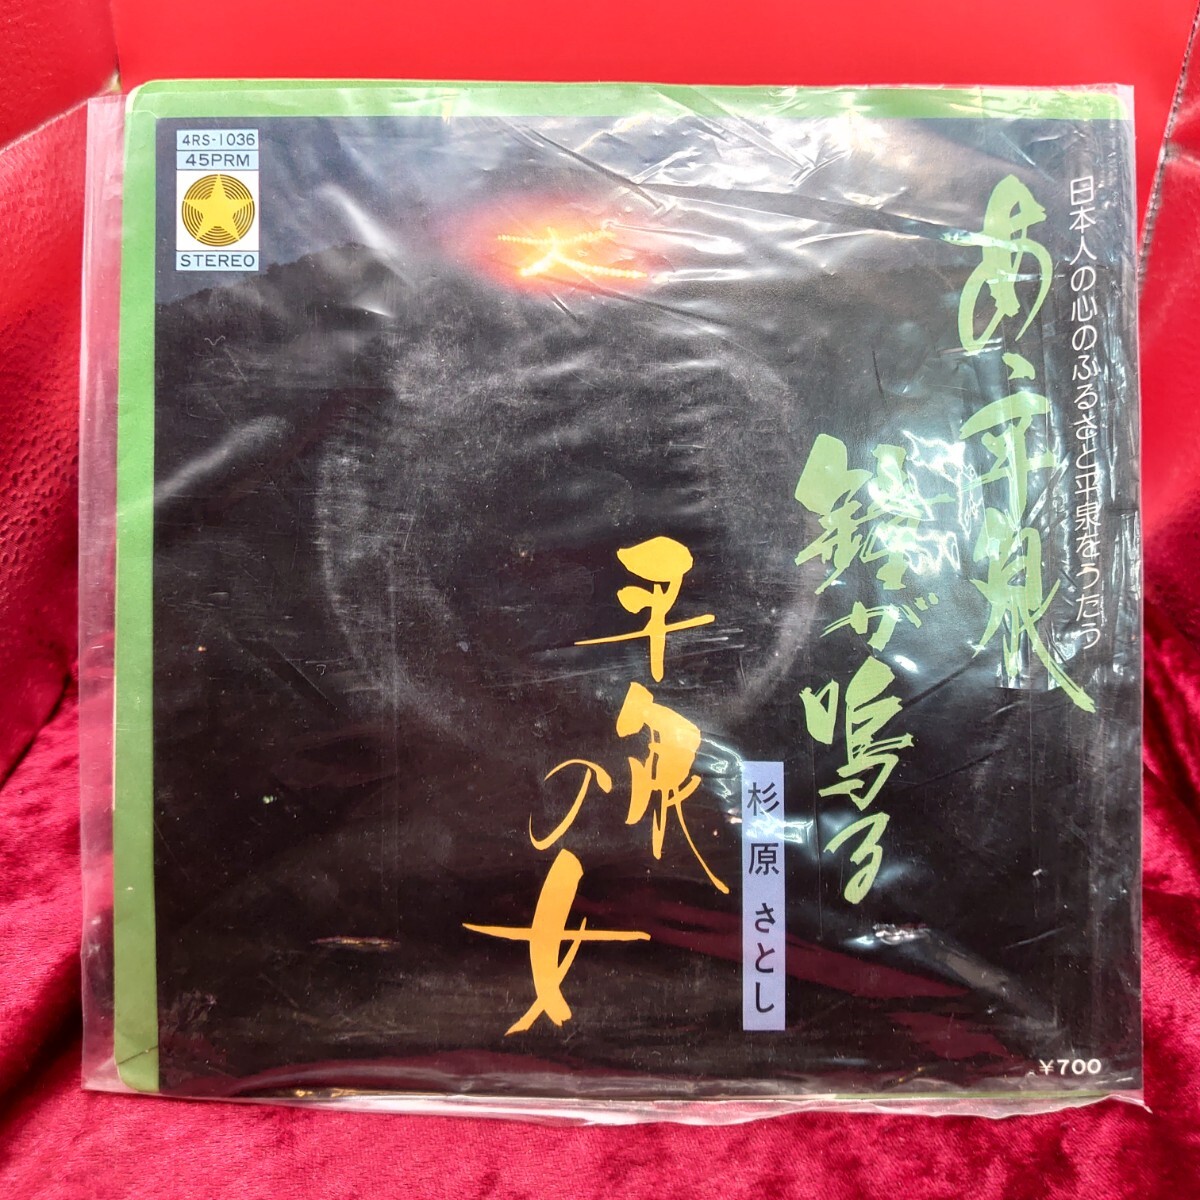 4RS-1036
45PRM
STEREO
日本人の心のふるさと平泉をうたう
あゝ平泉
鐘が鳴る
杉原さとし
平泉の女
¥700